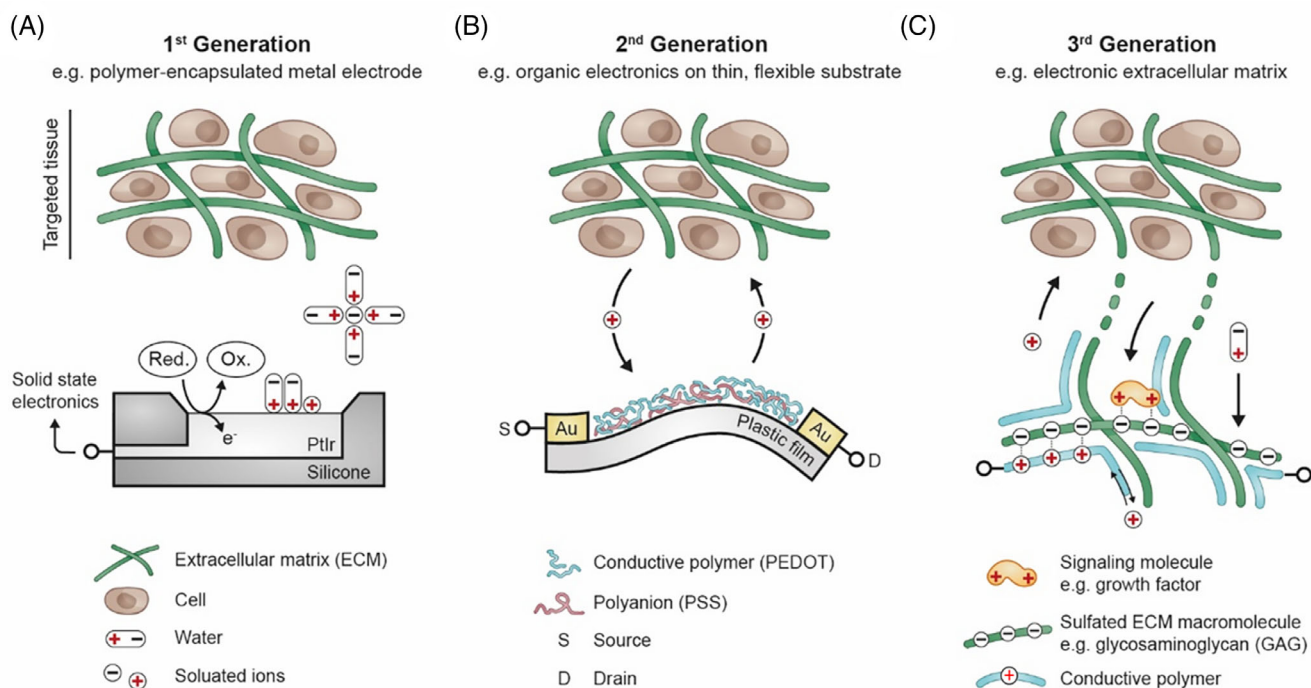 (A)
1st Generation
e.g. polymer-encapsulated metal electrode
Targeted tissue
Red.
Ox.
Solid state
electronics
e-
PtIr
Silicone
Extracellular matrix (ECM)
Cell
Water
Soluated ions
(B)
2nd Generation
e.g. organic electronics on thin, flexible substrate
S
Au
Plastic film
Au
D
Conductive polymer (PEDOT)
Polyanion (PSS)
S Source
D Drain
(C)
3rd Generation
e.g. electronic extracellular matrix
Signaling molecule
e.g. growth factor
Sulfated ECM macromolecule
e.g. glycosaminoglycan (GAG)
Conductive polymer